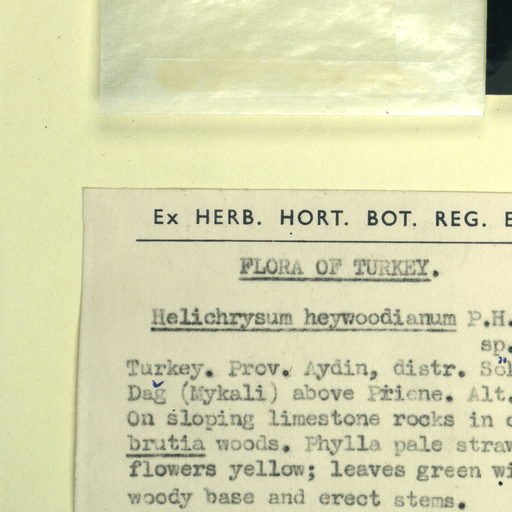 Ex HERB. HORT. BOT. REG.
FLORA OF TURKEY.
Helichrysum heywoodianum P.H.
sp.
Turkey. Prov. Aydin, distr.
Dağ (Mykali) above Priene. Alt.
On sloping limestone rocks in
brutia woods. Phylla pale straw
flowers yellow; leaves green
woody base and erect stems.